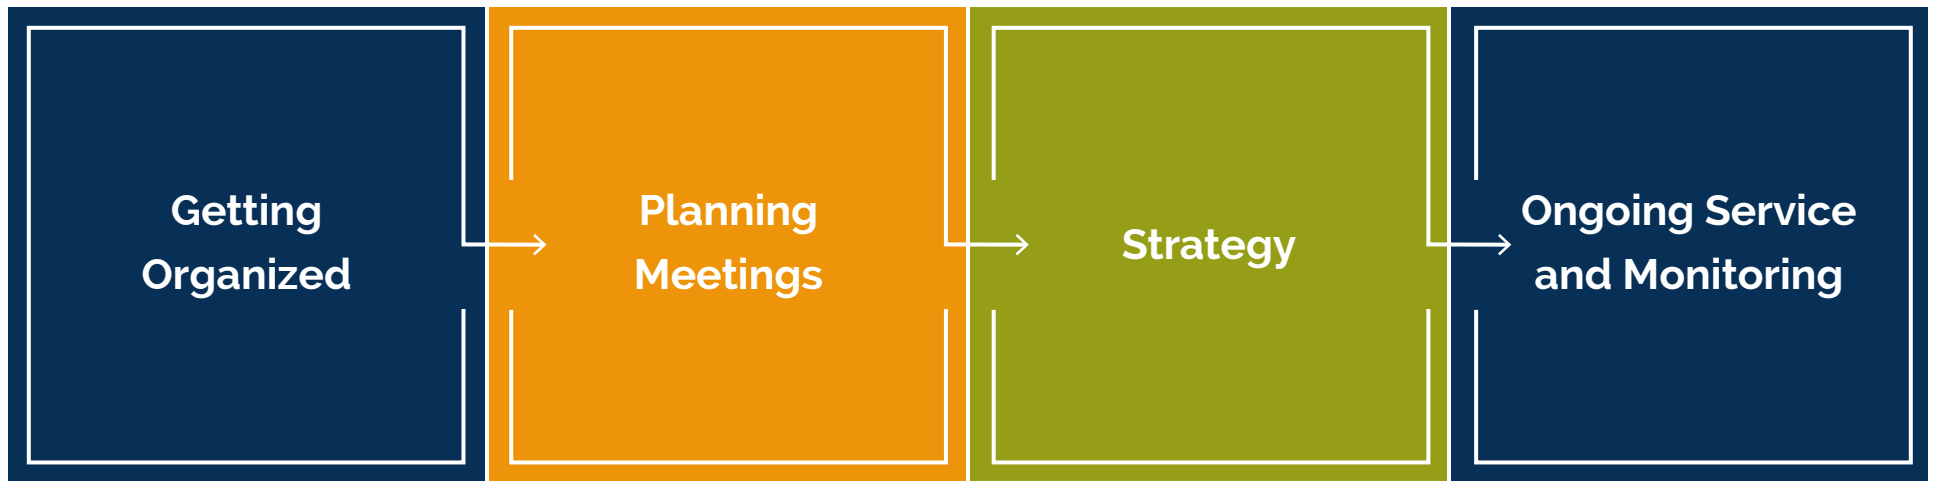 Getting
Organized
Planning
Meetings
Strategy
Ongoing Service
and Monitoring